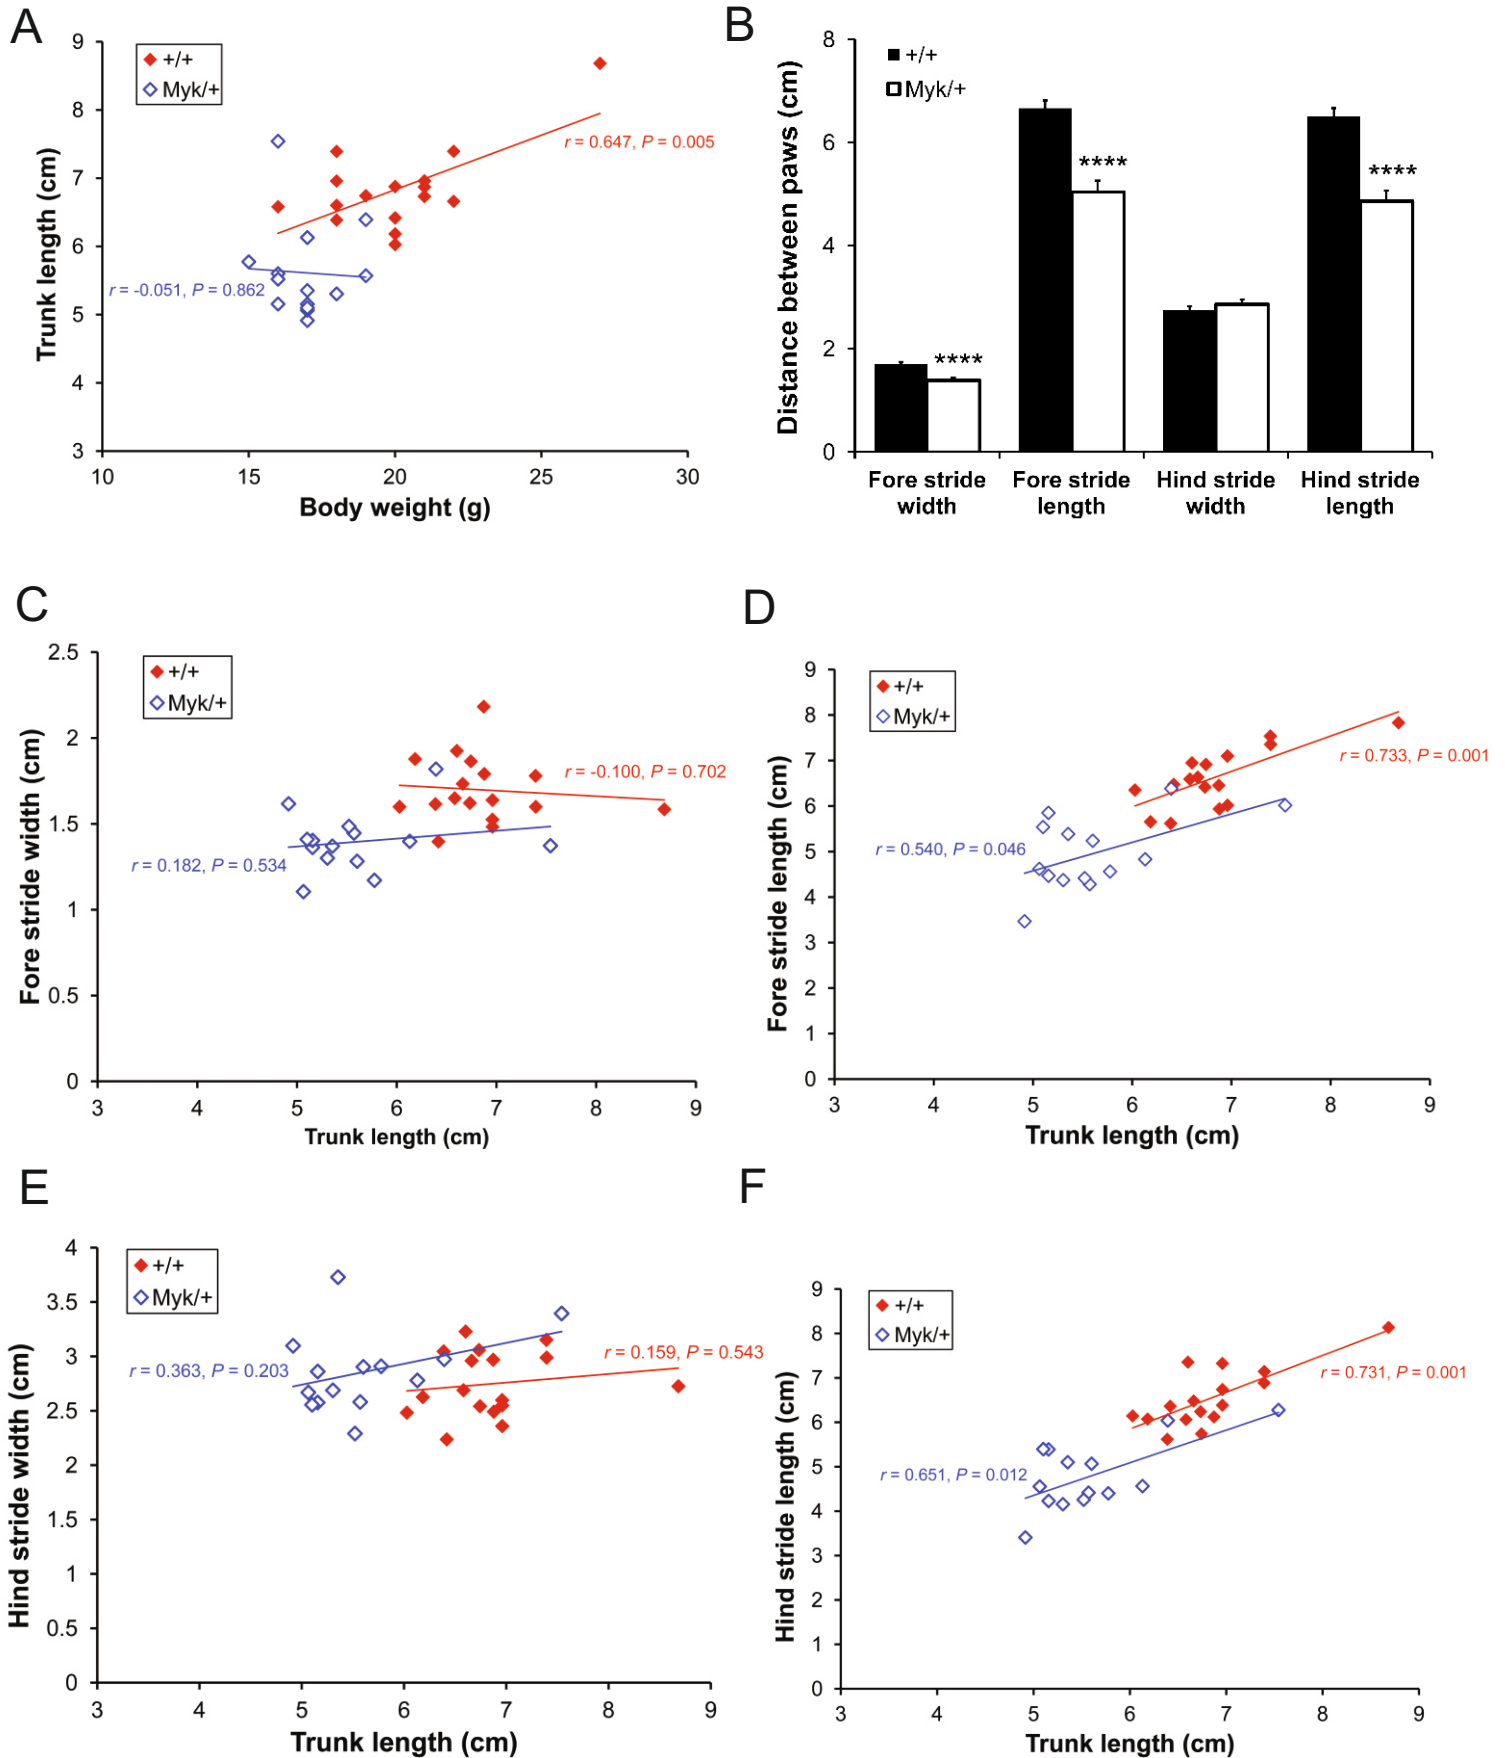 A
+/+
Myk/+
r = 0.647, P = 0.005
r = -0.051, P = 0.862
9
8
7
6
5
4
3
10 15 20 25 30
Trunk length (cm)
Body weight (g)
B
+/+
Myk/+
8
6
4
2
0
****
****
****
Distance between paws (cm)
Fore stride width
Fore stride length
Hind stride width
Hind stride length
C
+/+
Myk/+
r = -0.100, P = 0.702
r = 0.182, P = 0.534
2.5
2
1.5
1
0.5
0
3 4 5 6 7 8 9
Fore stride width (cm)
Trunk length (cm)
D
+/+
Myk/+
r = 0.733, P = 0.001
r = 0.540, P = 0.046
9
8
7
6
5
4
3
2
1
0
3 4 5 6 7 8 9
Fore stride length (cm)
Trunk length (cm)
E
+/+
Myk/+
r = 0.159, P = 0.543
r = 0.363, P = 0.203
4
3.5
3
2.5
2
1.5
1
0.5
0
3 4 5 6 7 8 9
Hind stride width (cm)
Trunk length (cm)
F
+/+
Myk/+
r = 0.731, P = 0.001
r = 0.651, P = 0.012
9
8
7
6
5
4
3
2
1
0
3 4 5 6 7 8 9
Hind stride length (cm)
Trunk length (cm)